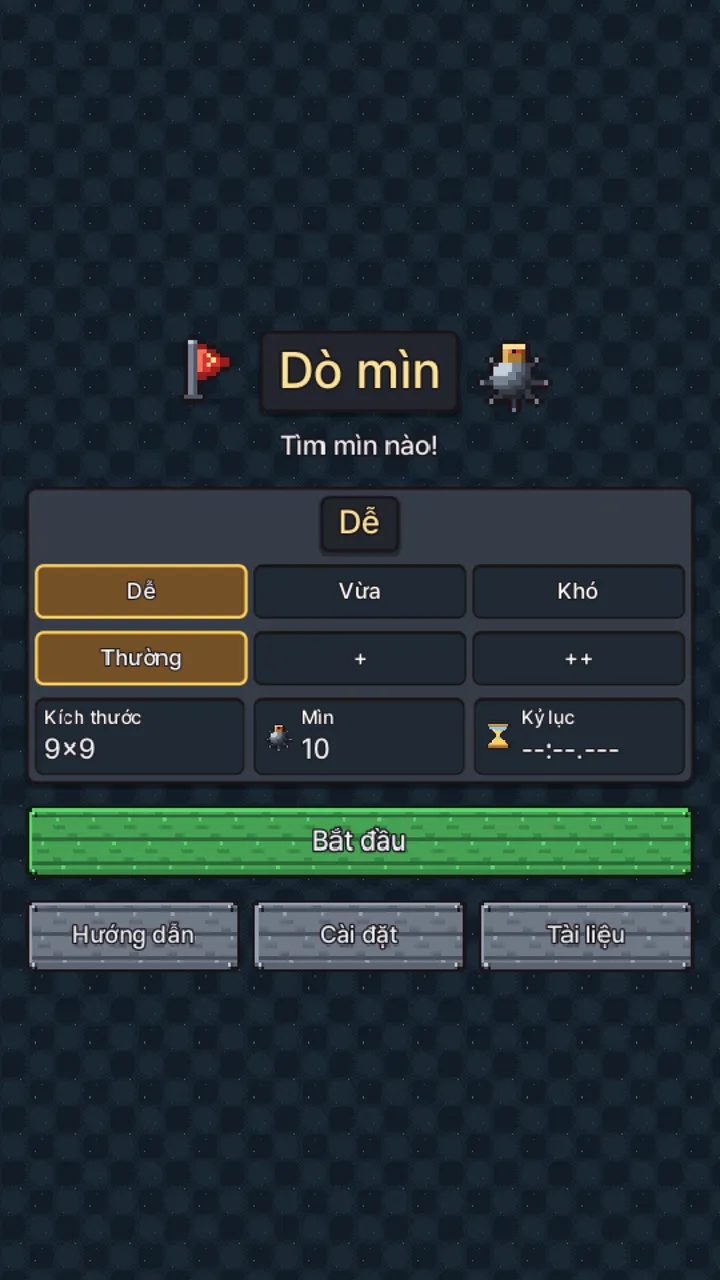 Dò mìn
Tìm mìn nào!
Dễ
Dễ
Vừa
Khó
Thường
+
++
Kích thước
9×9
Mìn
10
Kỷ lục
--:--.---
Bắt đầu
Hướng dẫn
Cài đặt
Tài liệu